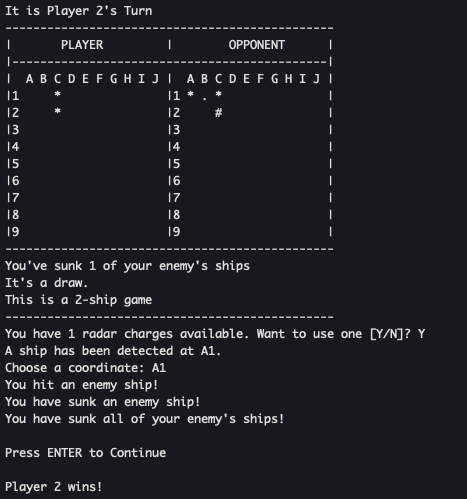 It is Player 2's Turn
-----------------------------------------------
|       PLAYER         |        OPPONENT      |
|---------------------------------------------|
|  A B C D E F G H I J |  A B C D E F G H I J |
|1     *               |1 * . *               |
|2     *               |2     #               |
|3                     |3                     |
|4                     |4                     |
|5                     |5                     |
|6                     |6                     |
|7                     |7                     |
|8                     |8                     |
|9                     |9                     |
-----------------------------------------------
You've sunk 1 of your enemy's ships
It's a draw.
This is a 2-ship game
-----------------------------------------------
You have 1 radar charges available. Want to use one [Y/N]? Y
A ship has been detected at A1.
Choose a coordinate: A1
You hit an enemy ship!
You have sunk an enemy ship!
You have sunk all of your enemy's ships!
Press ENTER to Continue
Player 2 wins!